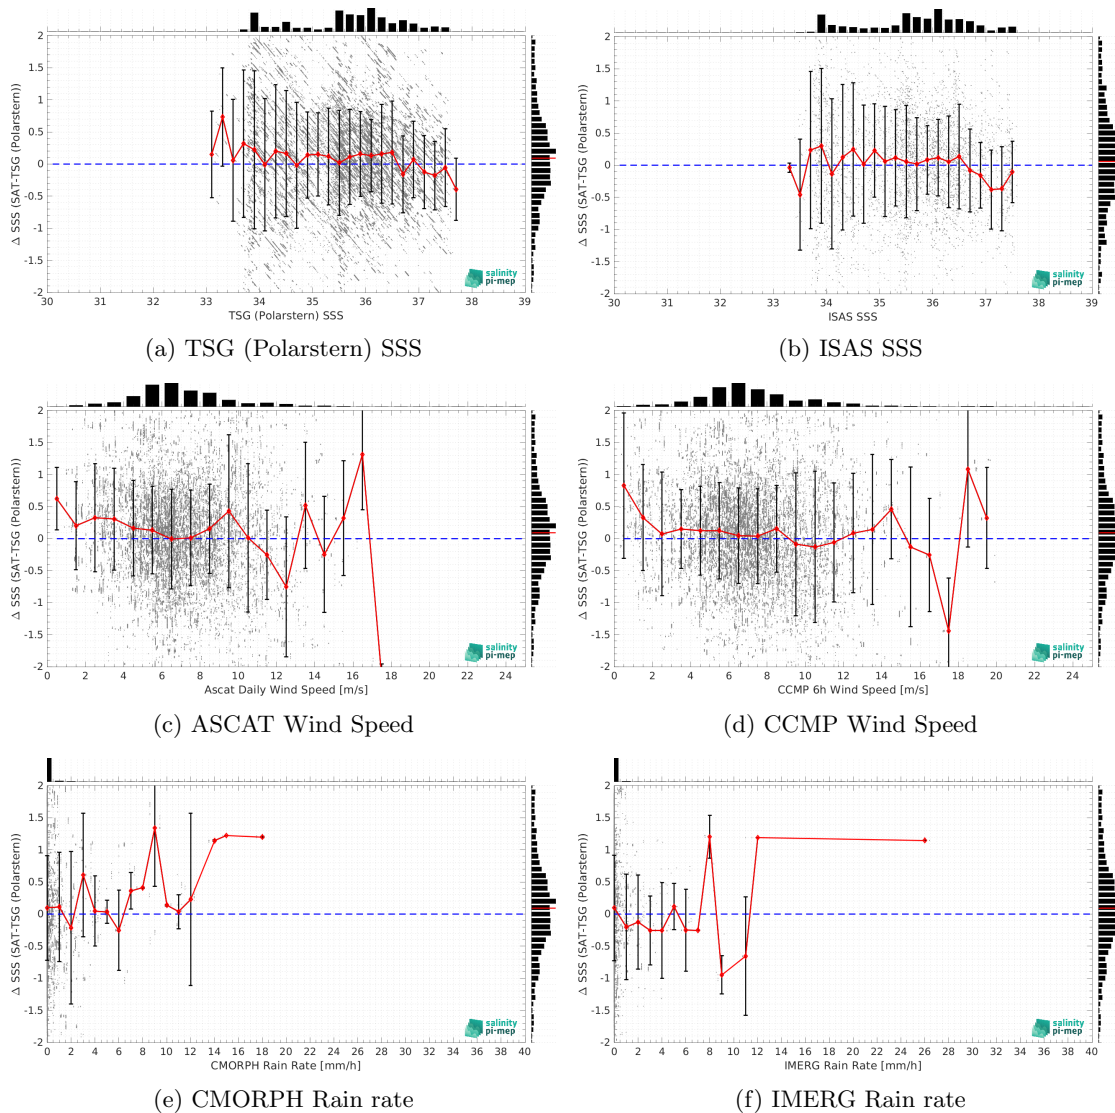 2
1.5
1
0.5
0
-0.5
-1
-1.5
-2
Δ SSS (SAT-TSG (Polarstern))
30 31 32 33 34 35 36 37 38 39
TSG (Polarstern) SSS
salinity
pi-mep
(a) TSG (Polarstern) SSS
2
1.5
1
0.5
0
-0.5
-1
-1.5
-2
Δ SSS (SAT-TSG (Polarstern))
30 31 32 33 34 35 36 37 38 39
ISAS SSS
salinity
pi-mep
(b) ISAS SSS
2
1.5
1
0.5
0
-0.5
-1
-1.5
-2
Δ SSS (SAT-TSG (Polarstern))
0 2 4 6 8 10 12 14 16 18 20 22 24
Ascat Daily Wind Speed [m/s]
salinity
pi-mep
(c) ASCAT Wind Speed
2
1.5
1
0.5
0
-0.5
-1
-1.5
-2
Δ SSS (SAT-TSG (Polarstern))
0 2 4 6 8 10 12 14 16 18 20 22 24
CCMP 6h Wind Speed [m/s]
salinity
pi-mep
(d) CCMP Wind Speed
2
1.5
1
0.5
0
-0.5
-1
-1.5
-2
Δ SSS (SAT-TSG (Polarstern))
0 2 4 6 8 10 12 14 16 18 20 22 24 26 28 30 32 34 36 38 40
CMORPH Rain Rate [mm/h]
salinity
pi-mep
(e) CMORPH Rain rate
2
1.5
1
0.5
0
-0.5
-1
-1.5
-2
Δ SSS (SAT-TSG (Polarstern))
0 2 4 6 8 10 12 14 16 18 20 22 24 26 28 30 32 34 36 38 40
IMERG Rain Rate [mm/h]
salinity
pi-mep
(f) IMERG Rain rate